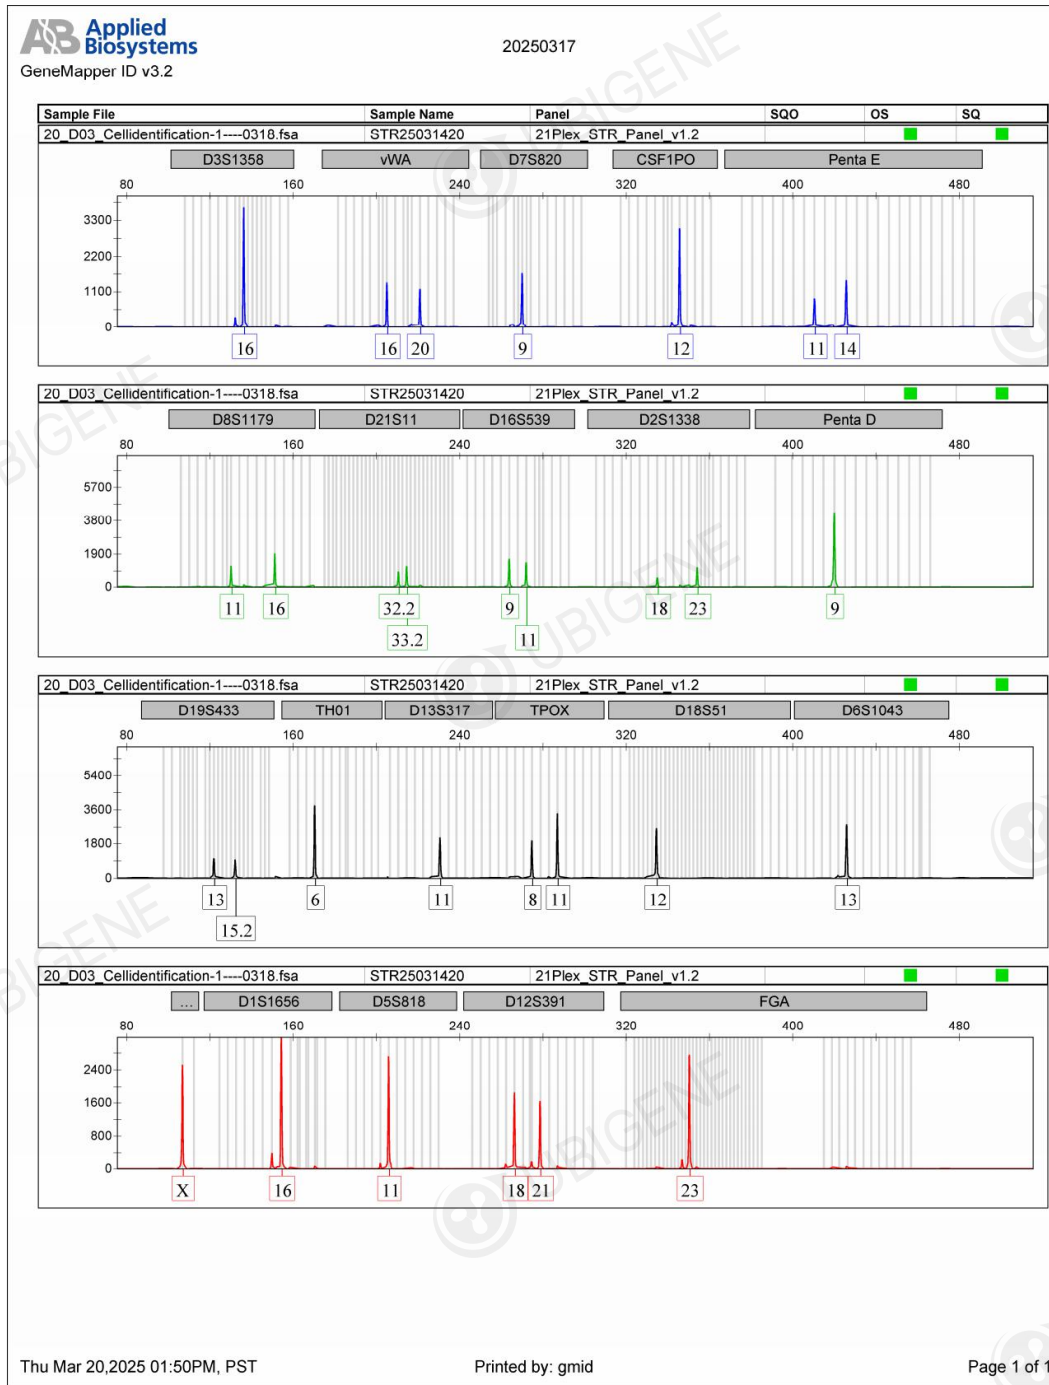 AB Applied Biosystems
GeneMapper ID v3.2
20250317
Sample File Sample Name Panel SQO OS SQ
20_D03_Cellidentification-1----0318.fsa STR25031420 21Plex_STR_Panel_v1.2
D3S1358 vWA D7S820 CSF1PO Penta E
80 160 240 320 400 480
3300
2200
1100
0
16 16 20 9 12 11 14
20_D03_Cellidentification-1----0318.fsa STR25031420 21Plex_STR_Panel_v1.2
D8S1179 D21S11 D16S539 D2S1338 Penta D
80 160 240 320 400 480
5700
3800
1900
0
11 16 32.2 9 18 23 9
33.2 11
20_D03_Cellidentification-1----0318.fsa STR25031420 21Plex_STR_Panel_v1.2
D19S433 TH01 D13S317 TPOX D18S51 D6S1043
80 160 240 320 400 480
5400
3600
1800
0
13 6 11 8 11 12 13
15.2
20_D03_Cellidentification-1----0318.fsa STR25031420 21Plex_STR_Panel_v1.2
... D1S1656 D5S818 D12S391 FGA
80 160 240 320 400 480
2400
1600
800
0
X 16 11 18 21 23
UBIGENE
UBIGENE
UBIGENE
UBIGENE
UBIGENE
Thu Mar 20,2025 01:50PM, PST Printed by: gmid Page 1 of 1